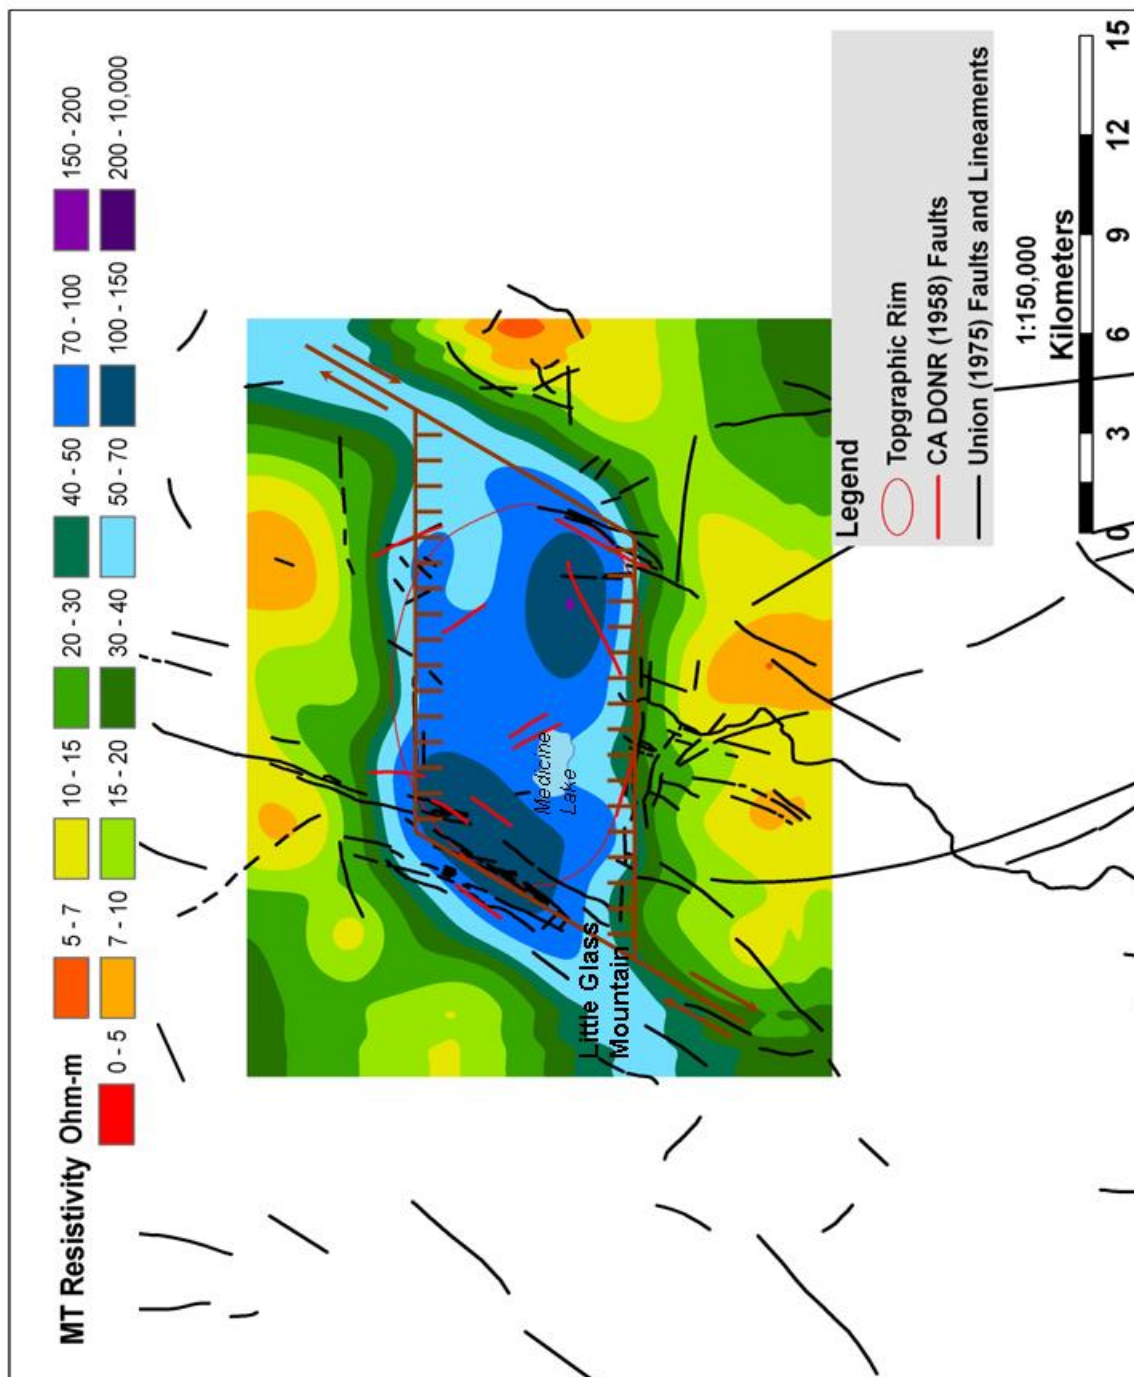 MT Resistivity Ohm-m
0 - 5
5 - 7
7 - 10
10 - 15
15 - 20
20 - 30
30 - 40
40 - 50
50 - 70
70 - 100
100 - 150
150 - 200
200 - 10,000
Medicine
Lake
Little Glass
Mountain
Legend
Topgraphic Rim
CA DONR (1958) Faults
Union (1975) Faults and Lineaments
1:150,000
Kilometers
0 3 6 9 12 15